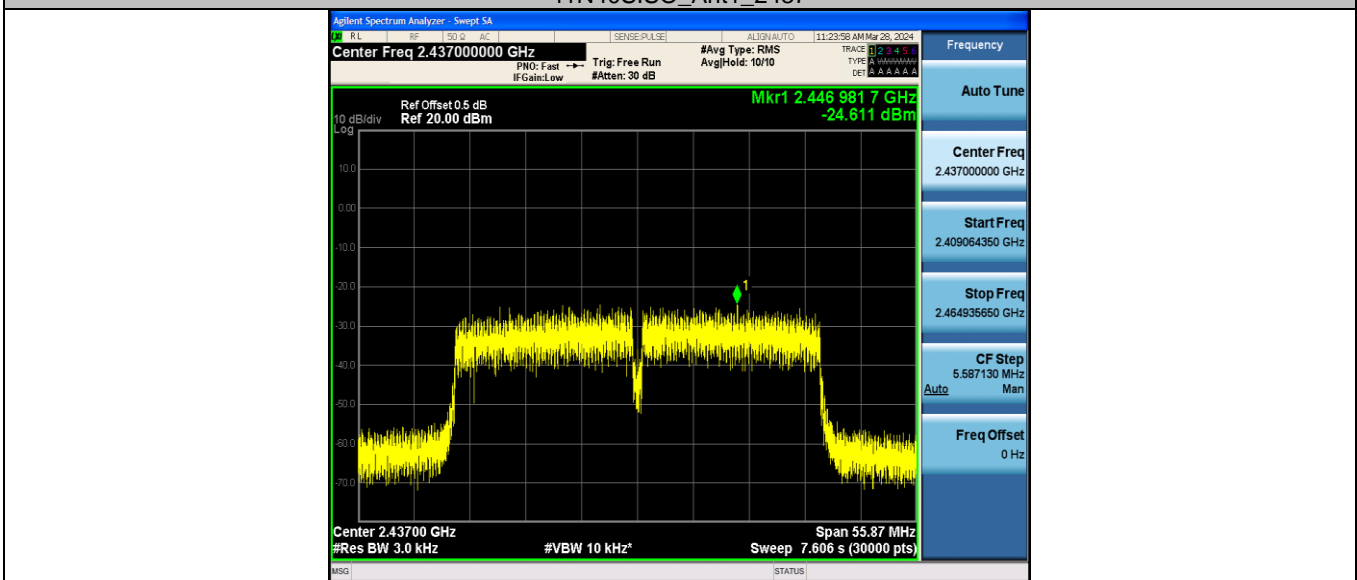 Agilent Spectrum Analyzer - Swept SA
RL RF 50 Ω AC SENSE:PULSE ALIGNAUTO 11:23:58 AM Mar 28, 2024
Center Freq 2.437000000 GHz
PNO: Fast
IFGain:Low
Trig: Free Run
#Atten: 30 dB
#Avg Type: RMS
Avg|Hold: 10/10
TRACE 1 2 3 4 5 6
TYPE A WWWWWW
DET A A A A A A
Mkr1 2.446 981 7 GHz
-24.611 dBm
Ref Offset 0.5 dB
10 dB/div Ref 20.00 dBm
Log
10.0
0.00
-10.0
-20.0
-30.0
-40.0
-50.0
-60.0
-70.0
1
Center 2.43700 GHz Span 55.87 MHz
#Res BW 3.0 kHz #VBW 10 kHz* Sweep 7.606 s (30000 pts)
MSG STATUS
Frequency
Auto Tune
Center Freq
2.437000000 GHz
Start Freq
2.409064350 GHz
Stop Freq
2.464935650 GHz
CF Step
5.587130 MHz
Auto Man
Freq Offset
0 Hz